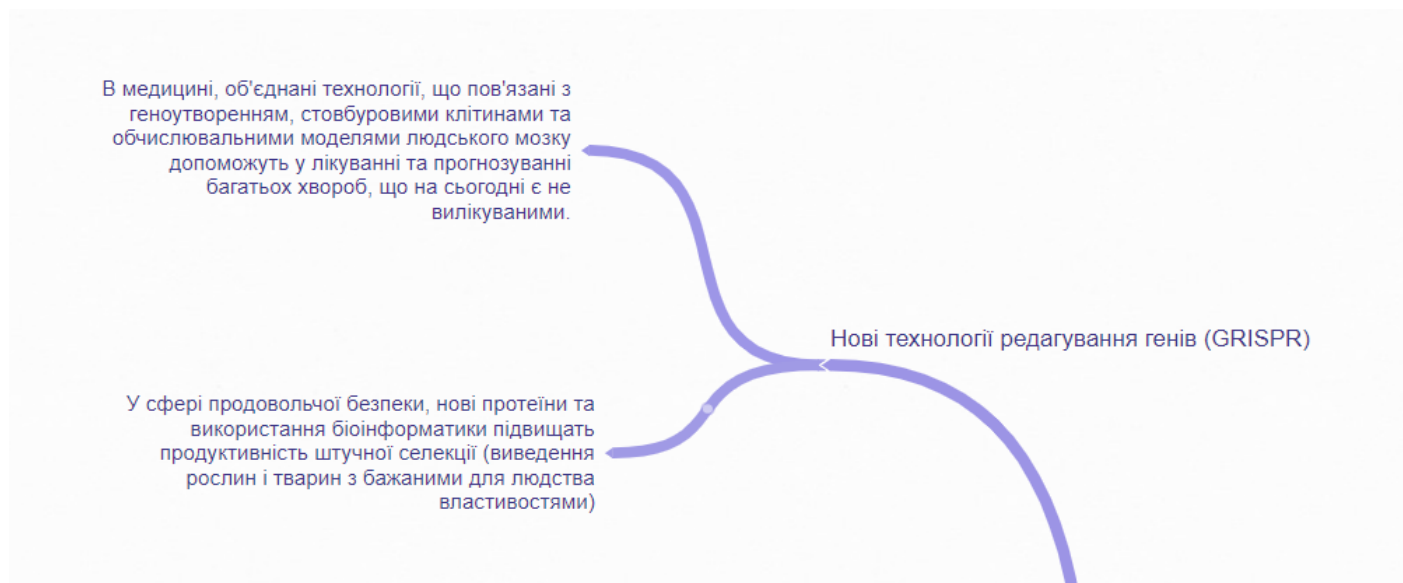 В медицині, об'єднані технології, що пов'язані з
геноутворенням, стовбуровими клітинами та
обчислювальними моделями людського мозку
допоможуть у лікуванні та прогнозуванні
багатьох хвороб, що на сьогодні є не
вилікуваними.
Нові технології редагування генів (GRISPR)
У сфері продовольчої безпеки, нові протеїни та
використання біоінформатики підвищать
продуктивність штучної селекції (виведення
рослин і тварин з бажаними для людства
властивостями)